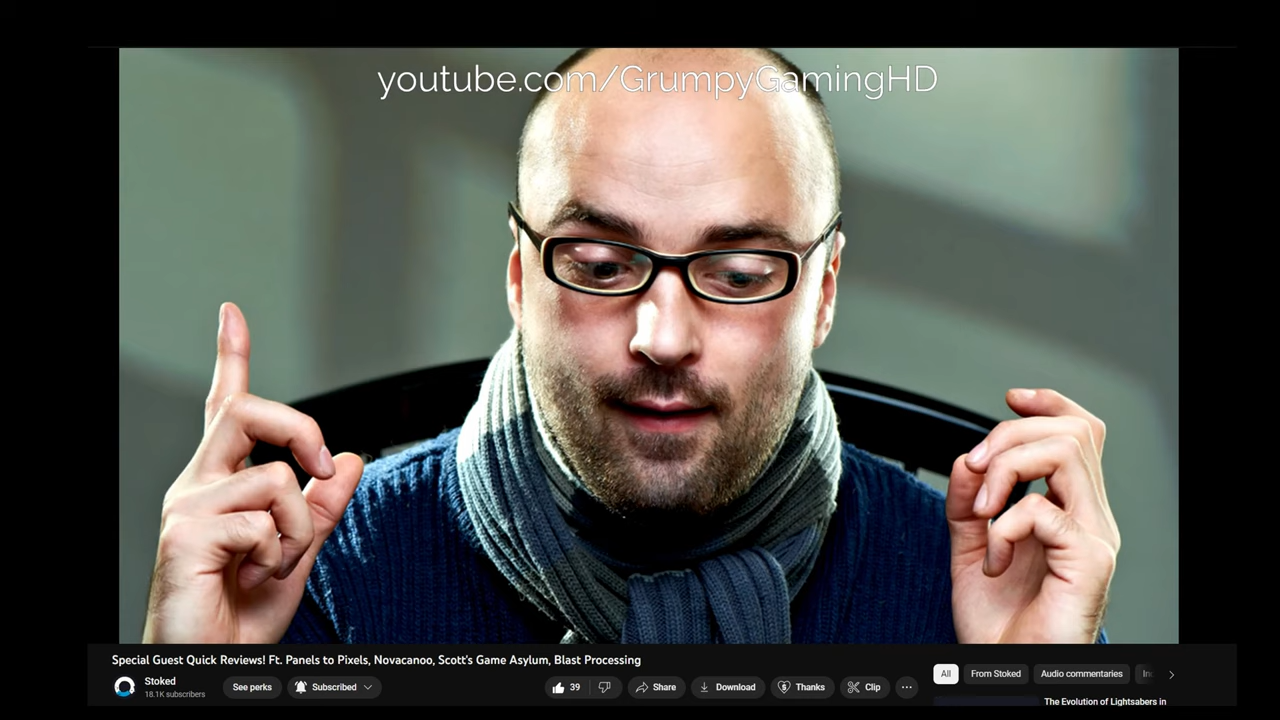 youtube.com/GrumpyGamingHD
Special Guest Quick Reviews! Ft. Panels to Pixels, Novacanoo, Scott's Game Asylum, Blast Processing
Stoked
18.1K subscribers
See perks
Subscribed
39
Share
Download
Thanks
Clip
All
From Stoked
Audio commentaries
The Evolution of Lightsabers in